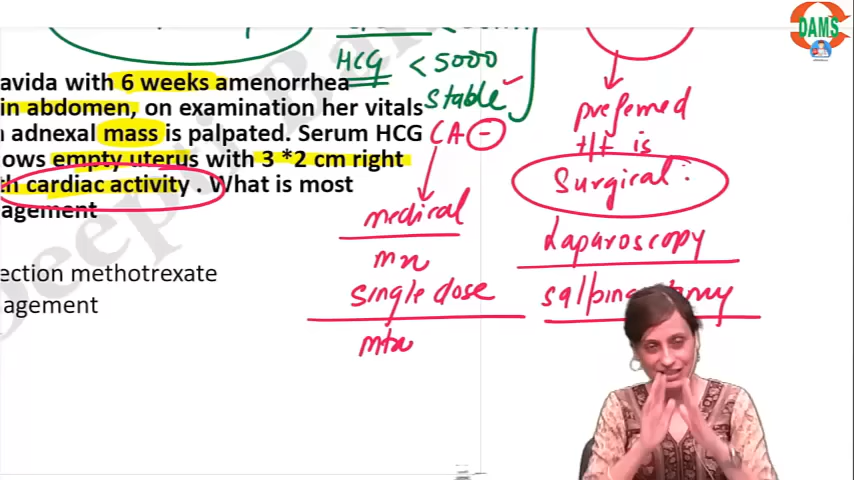 HCG < 5000
stable
CA −
medical
mx
single dose
mtx
preferred
t/t is
Surgical:
Laparoscopy
avida with 6 weeks amenorrhea
in abdomen, on examination her vitals
adnexal mass is palpated. Serum HCG
ows empty uterus with 3 *2 cm right
th cardiac activity . What is most
agement
ection methotrexate
agement
DAMS